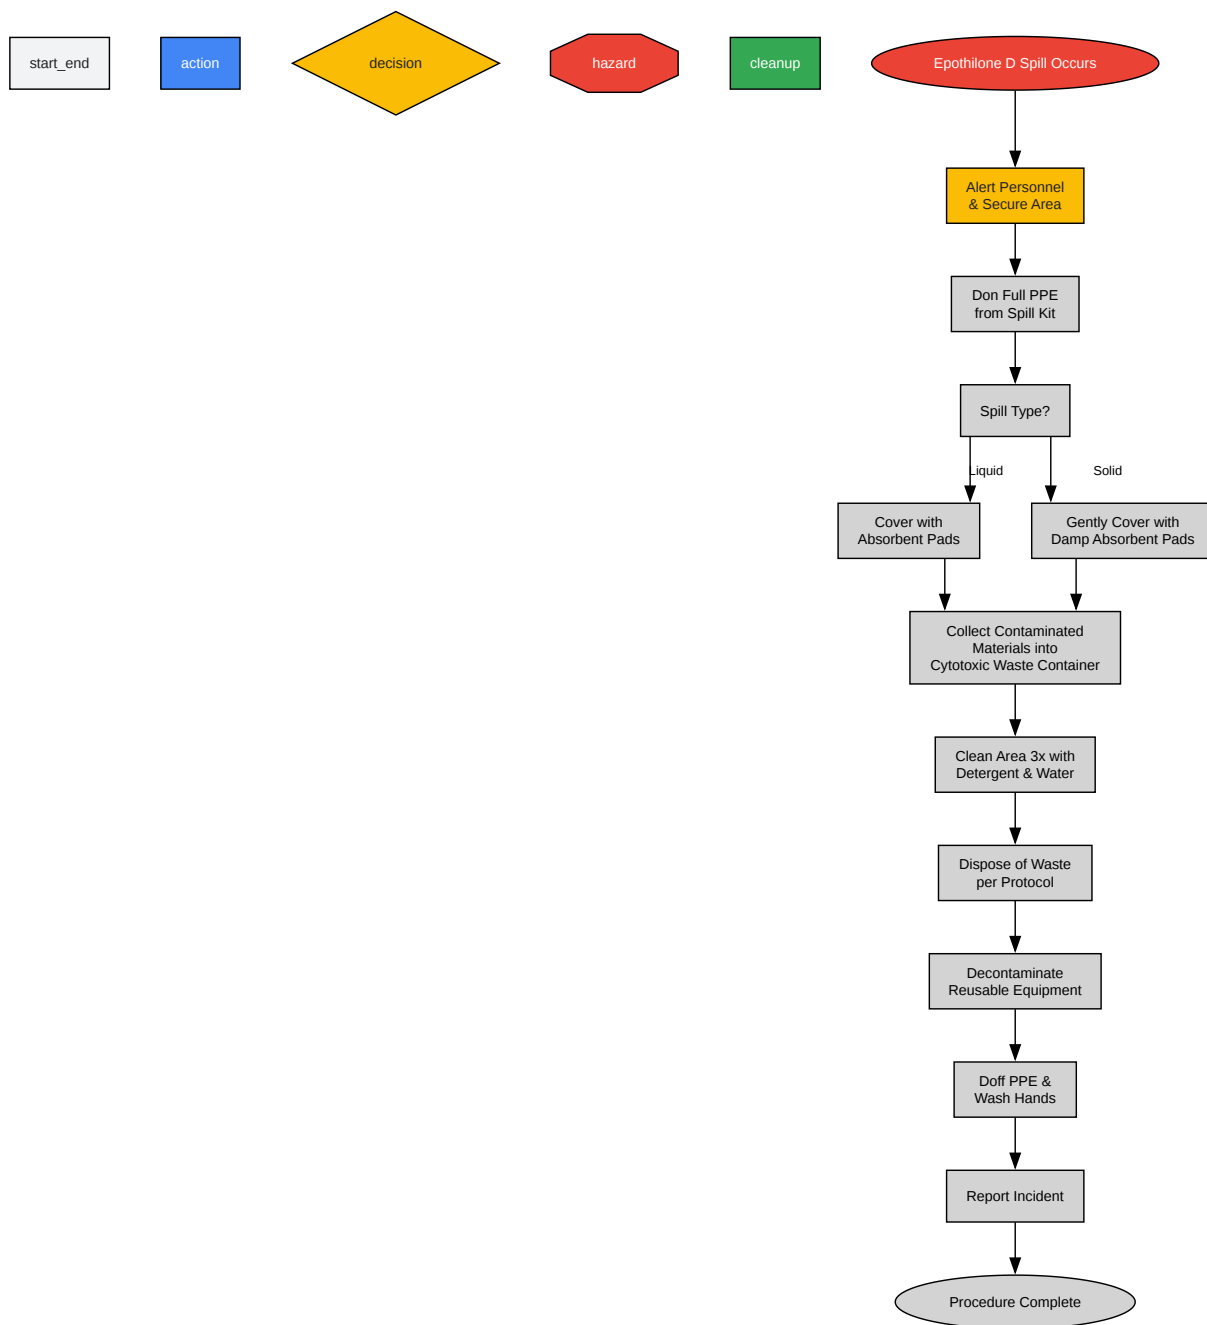 start_end
action
decision
hazard
cleanup
Epothilone D Spill Occurs
Alert Personnel
& Secure Area
Don Full PPE
from Spill Kit
Spill Type?
Liquid
Solid
Cover with
Absorbent Pads
Gently Cover with
Damp Absorbent Pads
Collect Contaminated
Materials into
Cytotoxic Waste Container
Clean Area 3x with
Detergent & Water
Dispose of Waste
per Protocol
Decontaminate
Reusable Equipment
Doff PPE &
Wash Hands
Report Incident
Procedure Complete